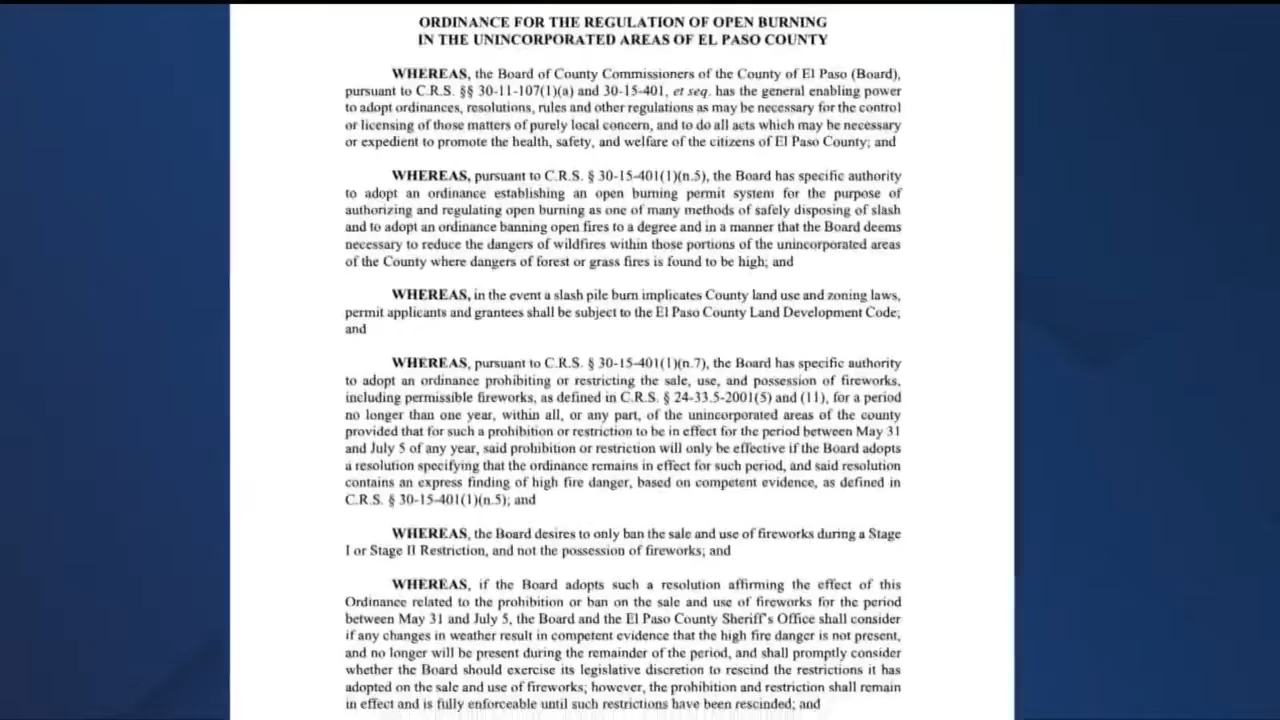 ORDINANCE FOR THE REGULATION OF OPEN BURNING
IN THE UNINCORPORATED AREAS OF EL PASO COUNTY
WHEREAS, the Board of County Commissioners of the County of El Paso (Board),
pursuant to C.R.S. §§ 30-11-107(1)(a) and 30-15-401, et seq. has the general enabling power
to adopt ordinances, resolutions, rules and other regulations as may be necessary for the control
or licensing of those matters of purely local concern, and to do all acts which may be necessary
or expedient to promote the health, safety, and welfare of the citizens of El Paso County; and
WHEREAS, pursuant to C.R.S. § 30-15-401(1)(n.5), the Board has specific authority
to adopt an ordinance establishing an open burning permit system for the purpose of
authorizing and regulating open burning as one of many methods of safely disposing of slash
and to adopt an ordinance banning open fires to a degree and in a manner that the Board deems
necessary to reduce the dangers of wildfires within those portions of the unincorporated areas
of the County where dangers of forest or grass fires is found to be high; and
WHEREAS, in the event a slash pile burn implicates County land use and zoning laws,
permit applicants and grantees shall be subject to the El Paso County Land Development Code;
and
WHEREAS, pursuant to C.R.S. § 30-15-401(1)(n.7), the Board has specific authority
to adopt an ordinance prohibiting or restricting the sale, use, and possession of fireworks,
including permissible fireworks, as defined in C.R.S. § 24-33.5-2001(5) and (11), for a period
no longer than one year, within all, or any part, of the unincorporated areas of the county
provided that for such a prohibition or restriction to be in effect for the period between May 31
and July 5 of any year, said prohibition or restriction will only be effective if the Board adopts
a resolution specifying that the ordinance remains in effect for such period, and said resolution
contains an express finding of high fire danger, based on competent evidence, as defined in
C.R.S. § 30-15-401(1)(n.5); and
WHEREAS, the Board desires to only ban the sale and use of fireworks during a Stage
I or Stage II Restriction, and not the possession of fireworks; and
WHEREAS, if the Board adopts such a resolution affirming the effect of this
Ordinance related to the prohibition or ban on the sale and use of fireworks for the period
between May 31 and July 5, the Board and the El Paso County Sheriff's Office shall consider
if any changes in weather result in competent evidence that the high fire danger is not present,
and no longer will be present during the remainder of the period, and shall promptly consider
whether the Board should exercise its legislative discretion to rescind the restrictions it has
adopted on the sale and use of fireworks; however, the prohibition and restriction shall remain
in effect and is fully enforceable until such restrictions have been rescinded; and